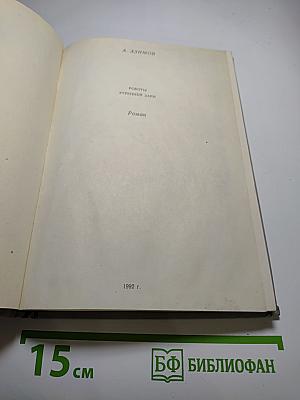 А. АЗИМОВ
РОБОТЫ
УТРЕННЕЙ ЗАРИ
Роман
1992 г.
15 см
БФ БИБЛИОФАН